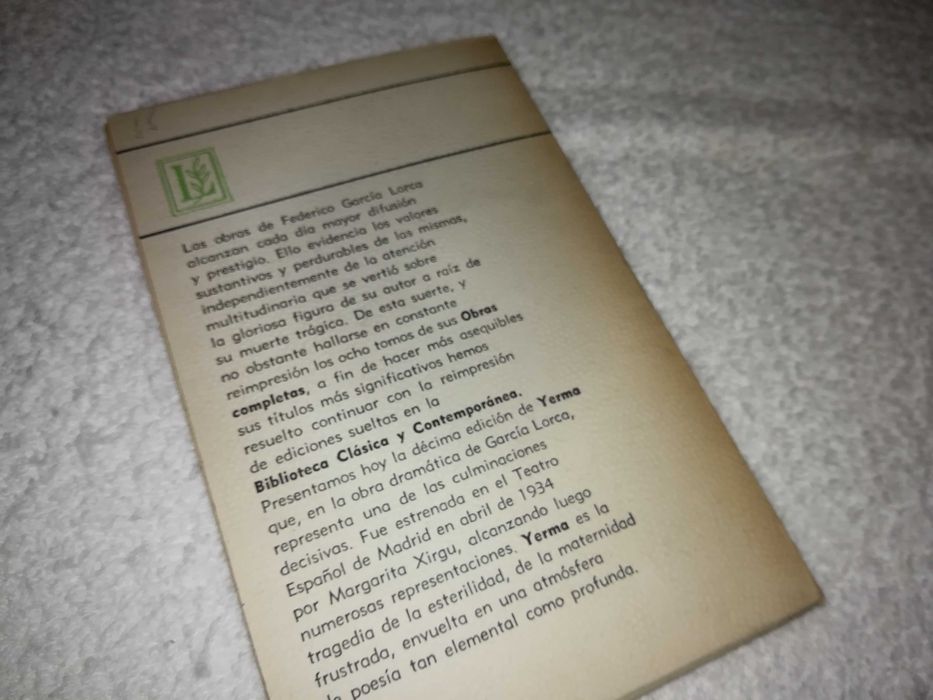 L
Las obras de Federico García Lorca
alcanzan cada día mayor difusión
y prestigio. Ello evidencia los valores
sustantivos y perdurables de las mismas,
independientemente de la atención
multitudinaria que se vertió sobre
la gloriosa figura de su autor a raíz de
su muerte trágica. De esta suerte, y
no obstante hallarse en constante
reimpresión los ocho tomos de sus Obras
completas, a fin de hacer más asequibles
sus títulos más significativos hemos
resuelto continuar con la reimpresión
de ediciones sueltas en la
Biblioteca Clásica y Contemporánea.
Presentamos hoy la décima edición de Yerma
que, en la obra dramática de García Lorca,
representa una de las culminaciones
decisivas. Fue estrenada en el Teatro
Español de Madrid en abril de 1934
por Margarita Xirgu, alcanzando luego
numerosas representaciones. Yerma es la
tragedia de la esterilidad, de la maternidad
frustrada, envuelta en una atmósfera
de poesía tan elemental como profunda.